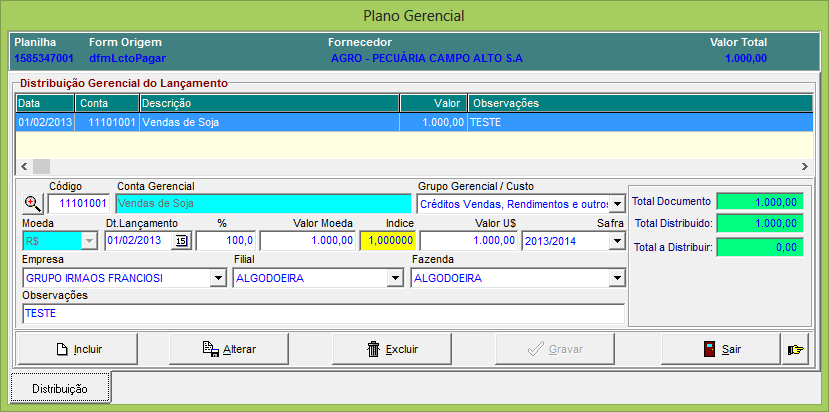 Plano Gerencial
Planilha Form Origem Fornecedor Valor Total
1585347001 dfmLctoPagar AGRO - PECUÁRIA CAMPO ALTO S.A 1.000,00
Distribuição Gerencial do Lançamento
Data Conta Descrição Valor Observações
01/02/2013 11101001 Vendas de Soja 1.000,00 TESTE
Código Conta Gerencial Grupo Gerencial / Custo
11101001 Vendas de Soja Créditos Vendas, Rendimentos e outros
Total Documento 1.000,00
Moeda Dt.Lançamento % Valor Moeda Indice Valor U$ Safra
R$ 01/02/2013 15 100,0 1.000,00 1,000000 1.000,00 2013/2014
Total Distribuido: 1.000,00
Total a Distribuir: 0,00
Empresa Filial Fazenda
GRUPO IRMAOS FRANCIOSI ALGODOEIRA ALGODOEIRA
Observações
TESTE
Incluir Alterar Excluir Gravar Sair
Distribuição